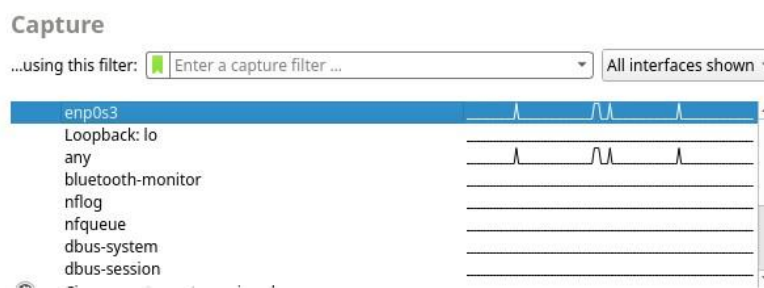 Capture
...using this filter: Enter a capture filter ... All interfaces shown
enp0s3
Loopback: lo
any
bluetooth-monitor
nflog
nfqueue
dbus-system
dbus-session